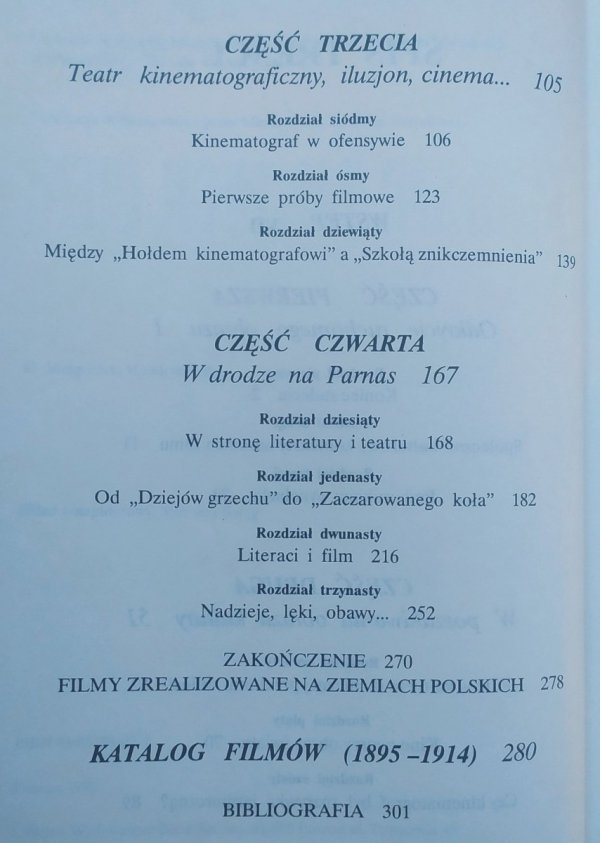 CZĘŚĆ TRZECIA
Teatr kinematograficzny, iluzjon, cinema... 105
Rozdział siódmy
Kinematograf w ofensywie 106
Rozdział ósmy
Pierwsze próby filmowe 123
Rozdział dziewiąty
Między „Hołdem kinematografowi” a „Szkołą znikczemnienia” 139
CZĘŚĆ CZWARTA
W drodze na Parnas 167
Rozdział dziesiąty
W stronę literatury i teatru 168
Rozdział jedenasty
Od „Dziejów grzechu” do „Zaczarowanego koła” 182
Rozdział dwunasty
Literaci i film 216
Rozdział trzynasty
Nadzieje, lęki, obawy... 252
ZAKOŃCZENIE 270
FILMY ZREALIZOWANE NA ZIEMIACH POLSKICH 278
KATALOG FILMÓW (1895–1914) 280
BIBLIOGRAFIA 301